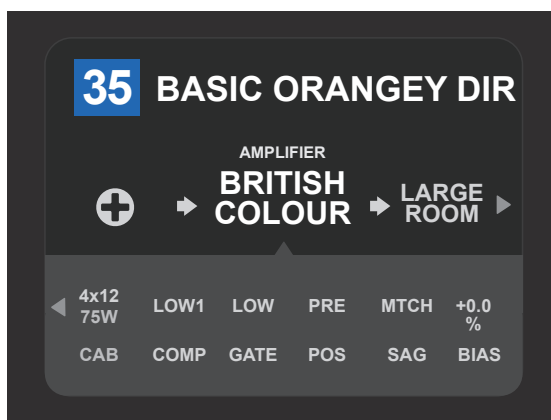 35 BASIC ORANGEY DIR
AMPLIFIER
BRITISH
COLOUR
LARGE
ROOM
4x12
75W
LOW1
LOW
PRE
MTCH
+0.0
%
CAB
COMP
GATE
POS
SAG
BIAS